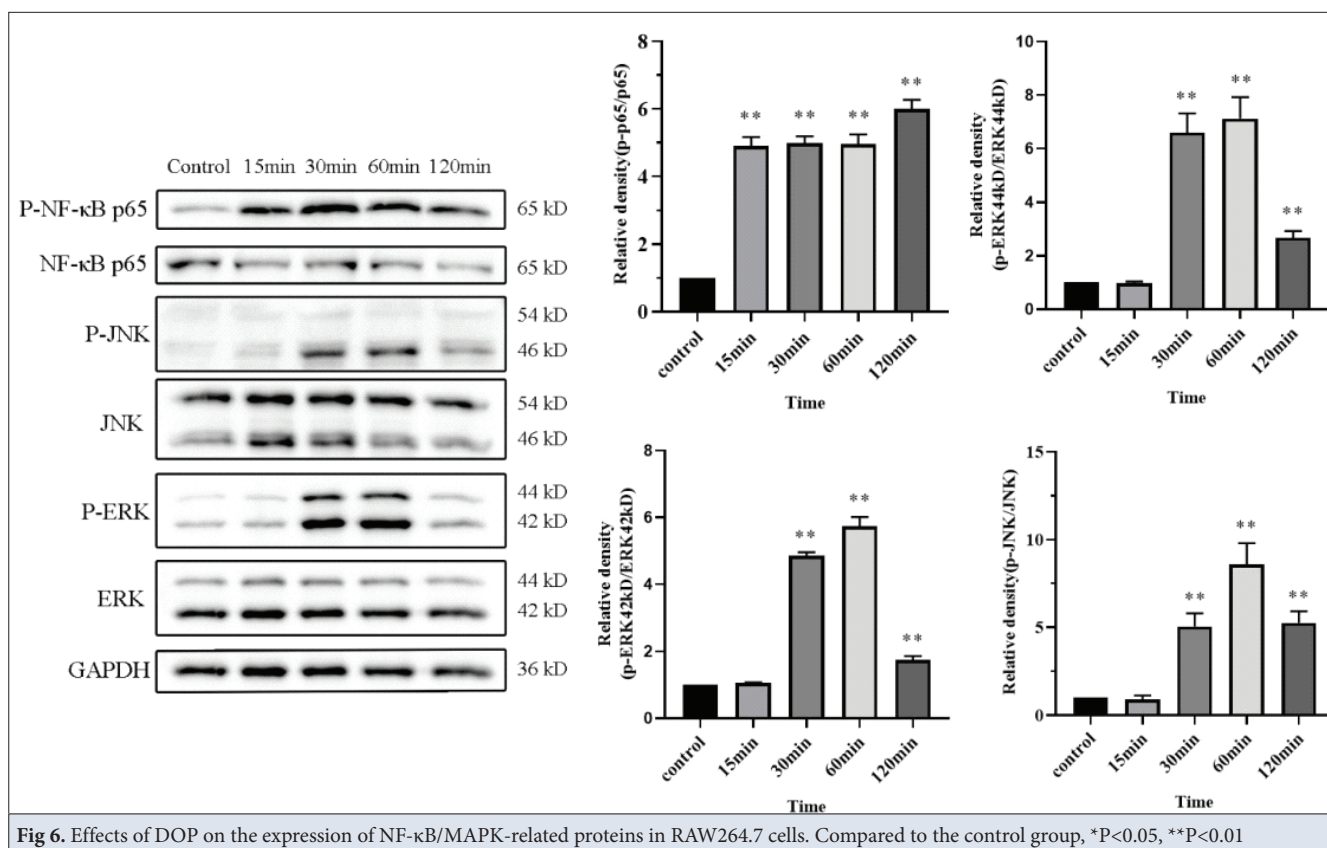 Control 15min 30min 60min 120min
P-NF-κB p65 65 kD
NF-κB p65 65 kD
P-JNK 54 kD
46 kD
JNK 54 kD
46 kD
P-ERK 44 kD
42 kD
ERK 44 kD
42 kD
GAPDH 36 kD
Relative density(p-p65/p65)
8
6
4
2
0
** ** ** **
control 15min 30min 60min 120min
Time
Relative density
(p-ERK44kD/ERK44kD)
10
8
6
4
2
0
** ** **
control 15min 30min 60min 120min
Time
Relative density
(p-ERK42kD/ERK42kD)
8
6
4
2
0
** ** **
control 15min 30min 60min 120min
Time
Relative density(p-JNK/JNK)
15
10
5
0
** ** **
control 15min 30min 60min 120min
Time
Fig 6. Effects of DOP on the expression of NF-κB/MAPK-related proteins in RAW264.7 cells. Compared to the control group, *P<0.05, **P<0.01